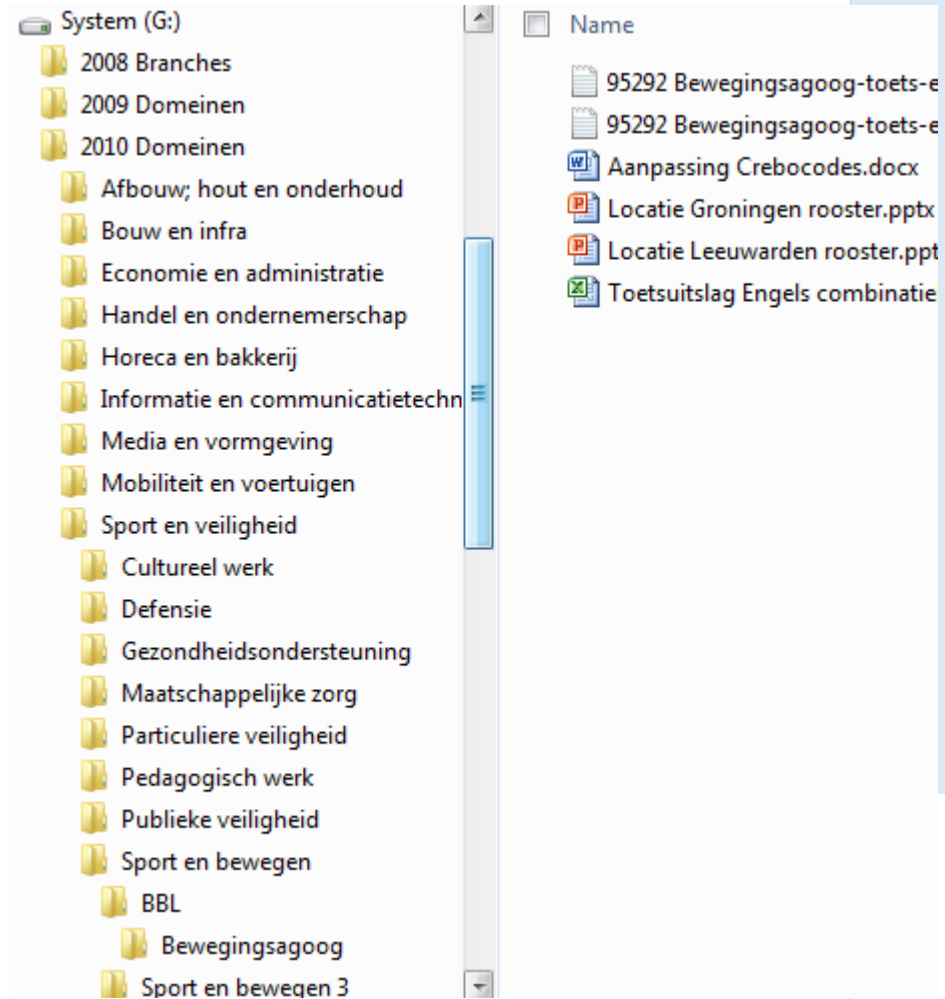 System (G:)
2008 Branches
2009 Domeinen
2010 Domeinen
Afbouw; hout en onderhoud
Bouw en infra
Economie en administratie
Handel en ondernemerschap
Horeca en bakkerij
Informatie en communicatietechn
Media en vormgeving
Mobiliteit en voertuigen
Sport en veiligheid
Cultureel werk
Defensie
Gezondheidsondersteuning
Maatschappelijke zorg
Particuliere veiligheid
Pedagogisch werk
Publieke veiligheid
Sport en bewegen
BBL
Bewegingsagoog
Sport en bewegen 3
Name
95292 Bewegingsagoog-toets-e
95292 Bewegingsagoog-toets-e
Aanpassing Crebocodes.docx
Locatie Groningen rooster.pptx
Locatie Leeuwarden rooster.ppt
Toetsuitslag Engels combinatie